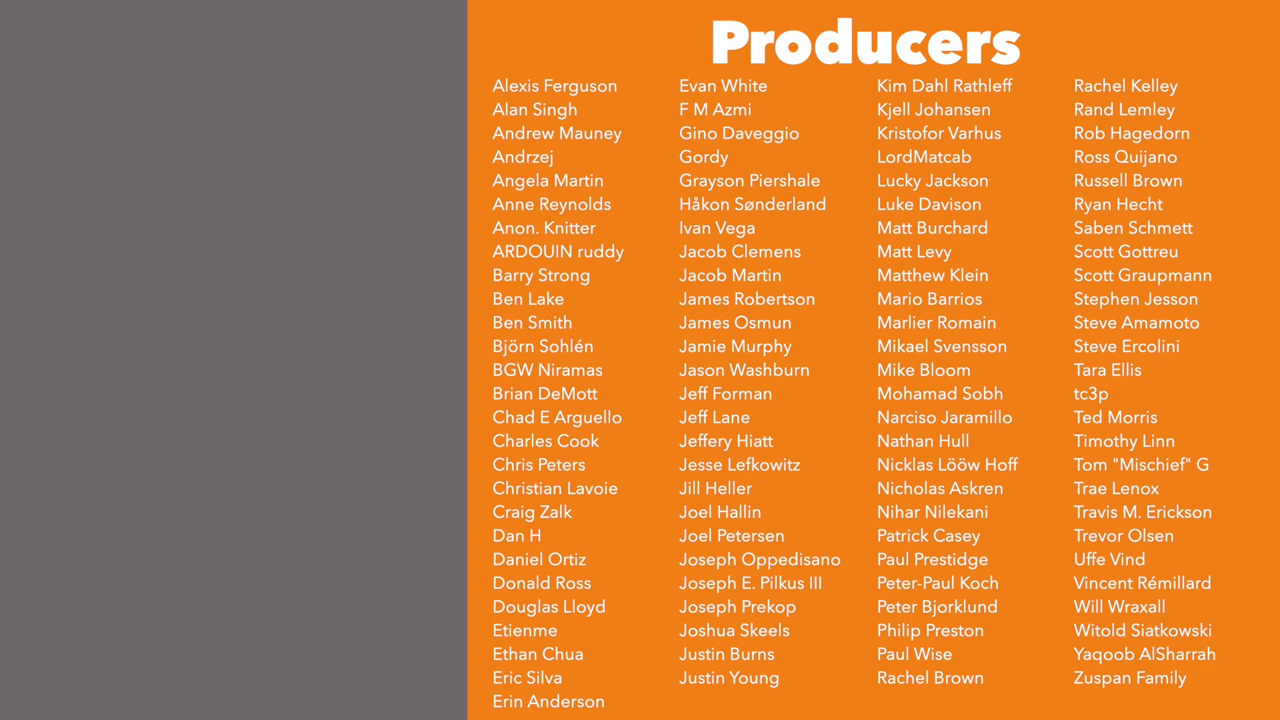 Producers
Alexis Ferguson
Alan Singh
Andrew Mauney
Andrzej
Angela Martin
Anne Reynolds
Anon. Knitter
ARDOUIN ruddy
Barry Strong
Ben Lake
Ben Smith
Björn Sohlén
BGW Niramas
Brian DeMott
Chad E Arguello
Charles Cook
Chris Peters
Christian Lavoie
Craig Zalk
Dan H
Daniel Ortiz
Donald Ross
Douglas Lloyd
Etienme
Ethan Chua
Eric Silva
Erin Anderson
Evan White
F M Azmi
Gino Daveggio
Gordy
Grayson Piershale
Håkon Sønderland
Ivan Vega
Jacob Clemens
Jacob Martin
James Robertson
James Osmun
Jamie Murphy
Jason Washburn
Jeff Forman
Jeff Lane
Jeffery Hiatt
Jesse Lefkowitz
Jill Heller
Joel Hallin
Joel Petersen
Joseph Oppedisano
Joseph E. Pilkus III
Joseph Prekop
Joshua Skeels
Justin Burns
Justin Young
Kim Dahl Rathleff
Kjell Johansen
Kristofor Varhus
LordMatcab
Lucky Jackson
Luke Davison
Matt Burchard
Matt Levy
Matthew Klein
Mario Barrios
Marlier Romain
Mikael Svensson
Mike Bloom
Mohamad Sobh
Narciso Jaramillo
Nathan Hull
Nicklas Lööw Hoff
Nicholas Askren
Nihar Nilekani
Patrick Casey
Paul Prestidge
Peter-Paul Koch
Peter Bjorklund
Philip Preston
Paul Wise
Rachel Brown
Rachel Kelley
Rand Lemley
Rob Hagedorn
Ross Quijano
Russell Brown
Ryan Hecht
Saben Schmett
Scott Gottreu
Scott Graupmann
Stephen Jesson
Steve Amamoto
Steve Ercolini
Tara Ellis
tc3p
Ted Morris
Timothy Linn
Tom "Mischief" G
Trae Lenox
Travis M. Erickson
Trevor Olsen
Uffe Vind
Vincent Rémillard
Will Wraxall
Witold Siatkowski
Yaqoob AlSharrah
Zuspan Family